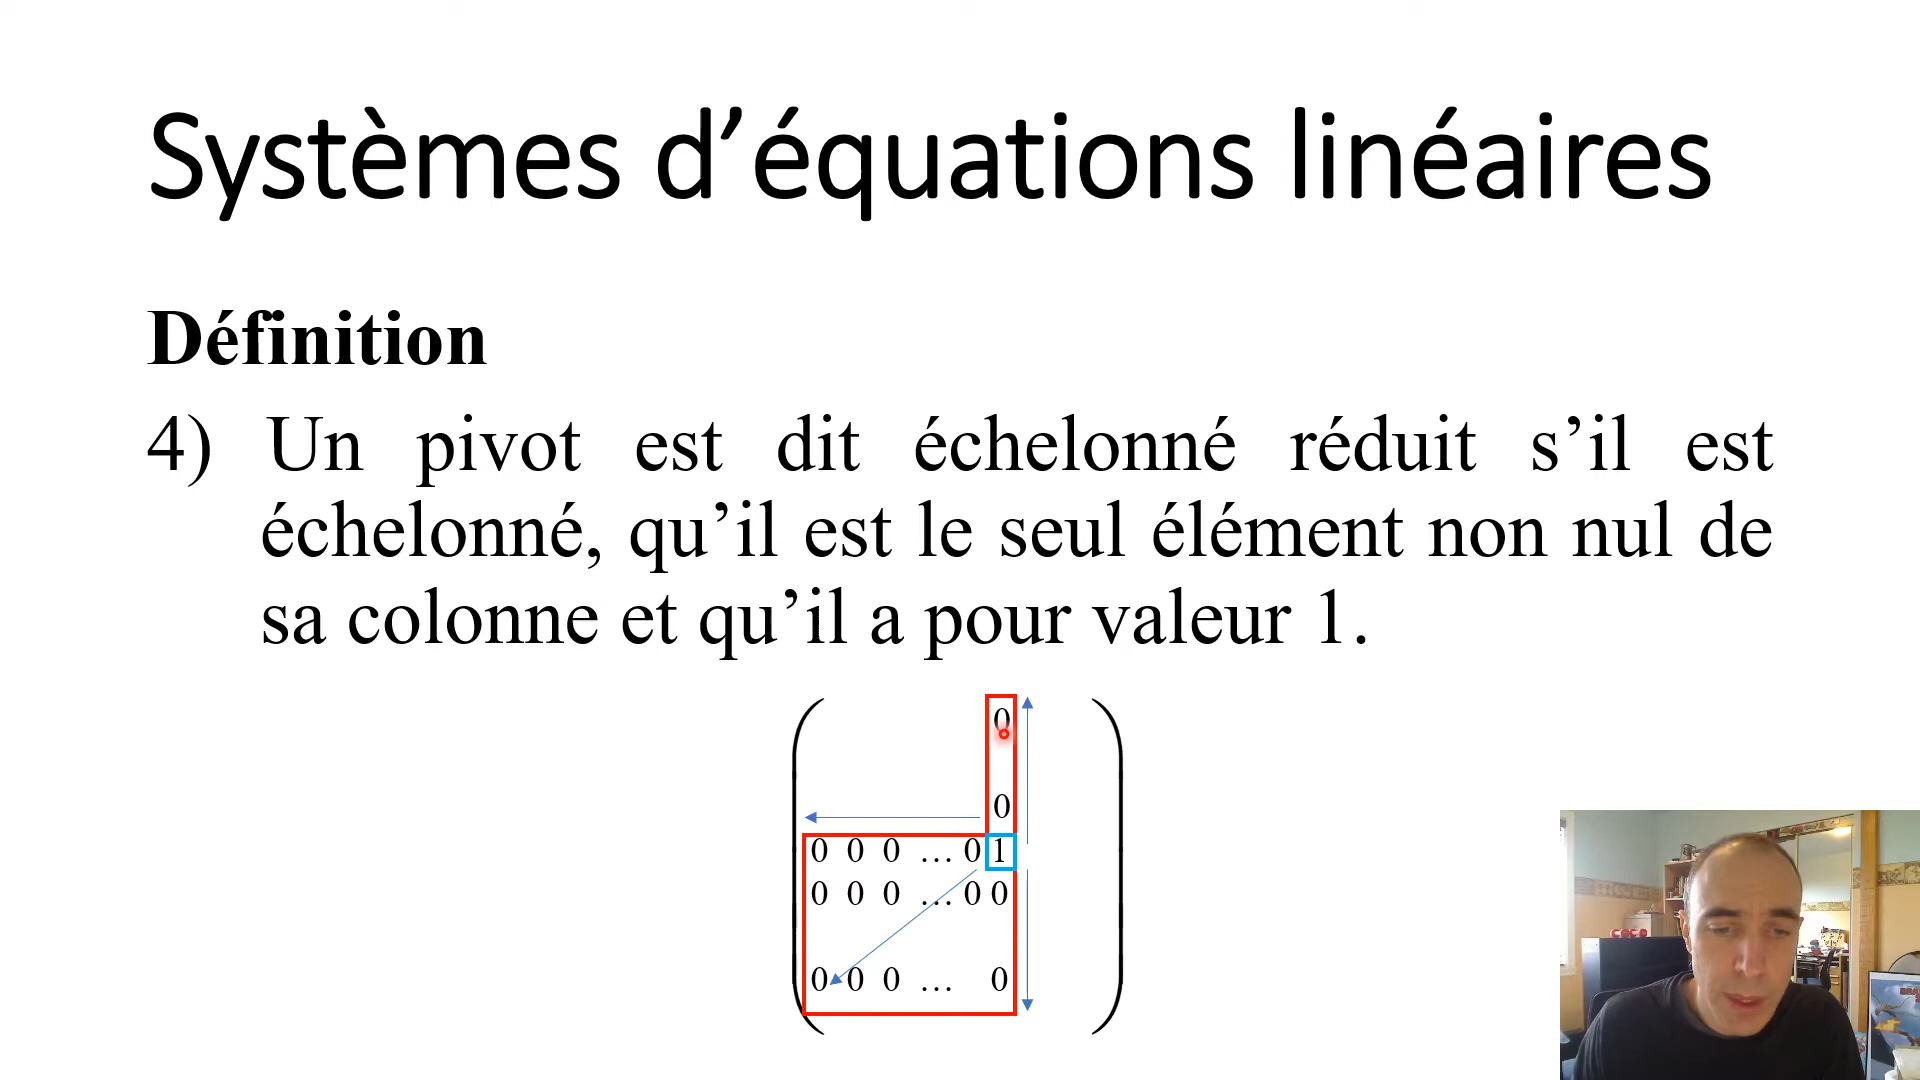 Systèmes d’équations linéaires
Définition
4) Un pivot est dit échelonné réduit s’il est
échelonné, qu’il est le seul élément non nul de
sa colonne et qu’il a pour valeur 1.
0
0
0 0 0 … 0 1
0 0 0 … 0 0
0 0 0 … 0